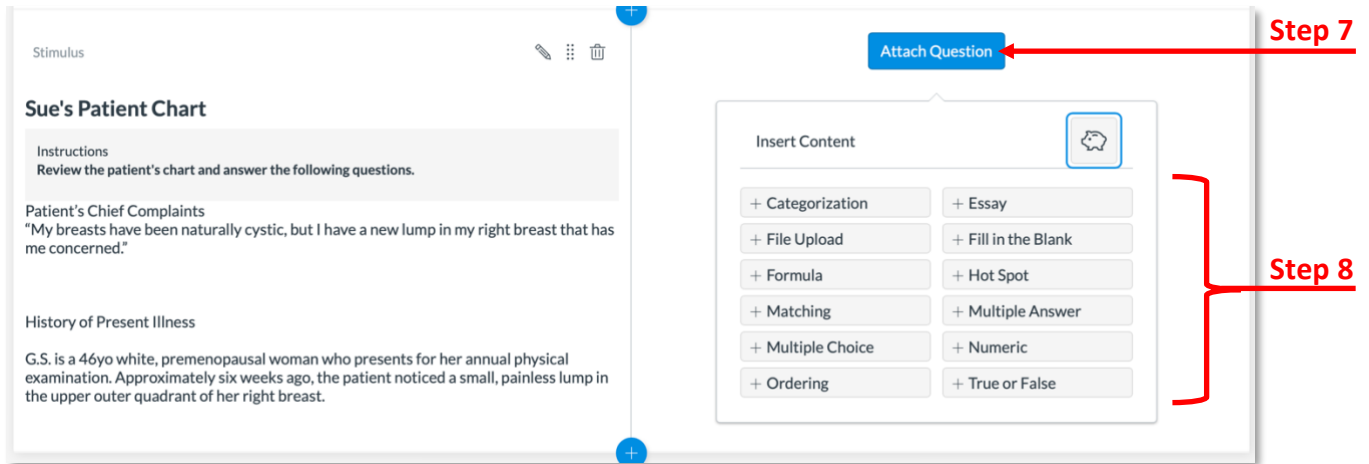 Stimulus
Sue's Patient Chart
Instructions
Review the patient's chart and answer the following questions.
Patient’s Chief Complaints
“My breasts have been naturally cystic, but I have a new lump in my right breast that has
me concerned.”
History of Present Illness
G.S. is a 46yo white, premenopausal woman who presents for her annual physical
examination. Approximately six weeks ago, the patient noticed a small, painless lump in
the upper outer quadrant of her right breast.
Attach Question
Step 7
Insert Content
+ Categorization
+ Essay
+ File Upload
+ Fill in the Blank
+ Formula
+ Hot Spot
+ Matching
+ Multiple Answer
+ Multiple Choice
+ Numeric
+ Ordering
+ True or False
Step 8